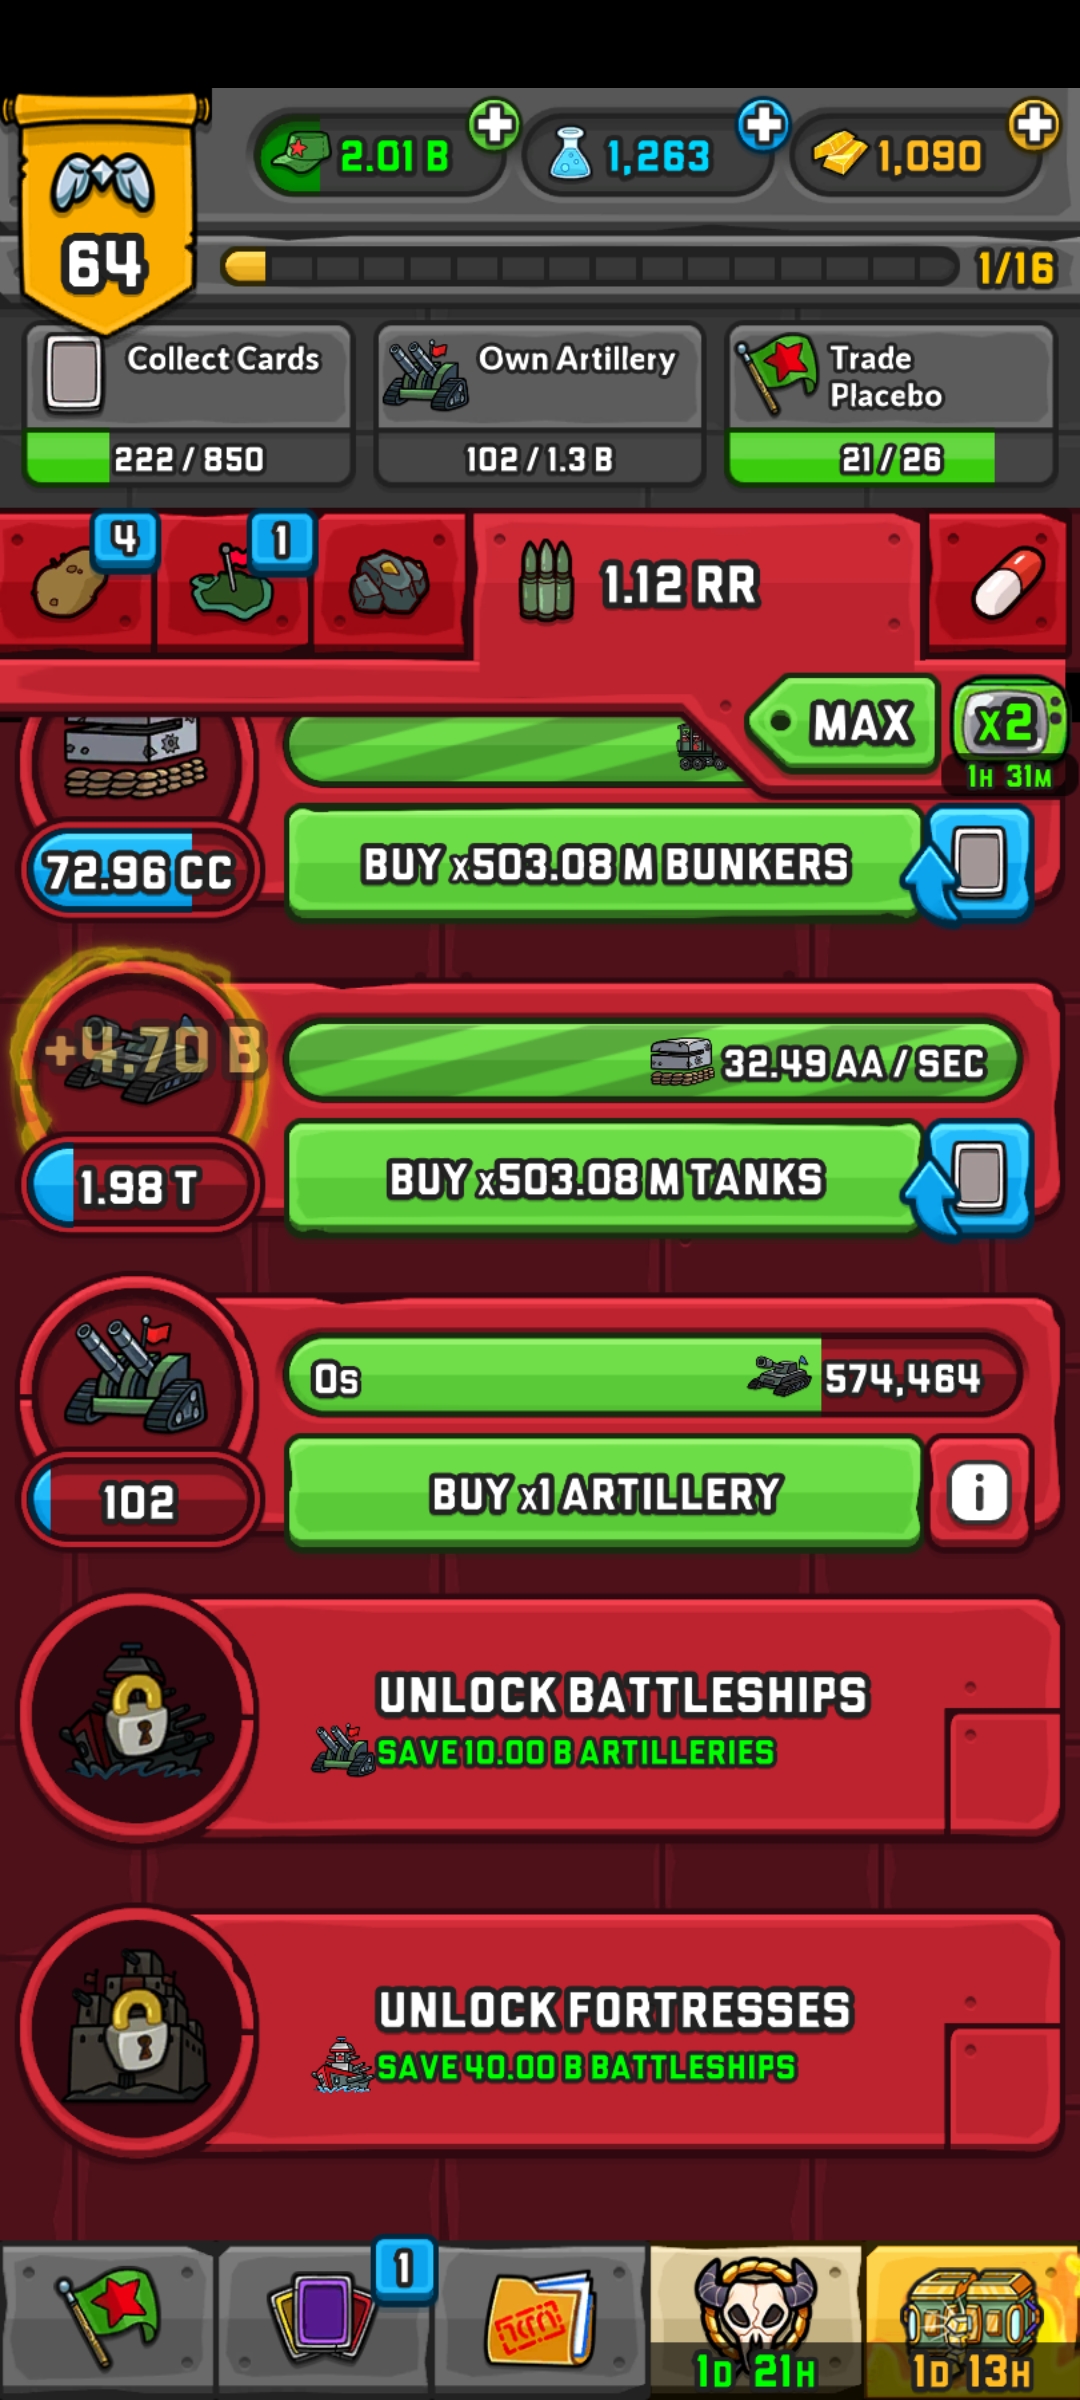 2.01 B
1,263
1,090
64
1/16
Collect Cards
222 / 850
Own Artillery
102 / 1.3 B
Trade
Placebo
21 / 26
4
1
1.12 RR
MAX
x2
1H 31M
72.96 CC
BUY x503.08 M BUNKERS
+4.70 B
32.49 AA / SEC
1.98 T
BUY x503.08 M TANKS
0s
574,464
102
BUY x1 ARTILLERY
i
UNLOCK BATTLESHIPS
SAVE 10.00 B ARTILLERIES
UNLOCK FORTRESSES
SAVE 40.00 B BATTLESHIPS
1
1D 21H
1D 13H